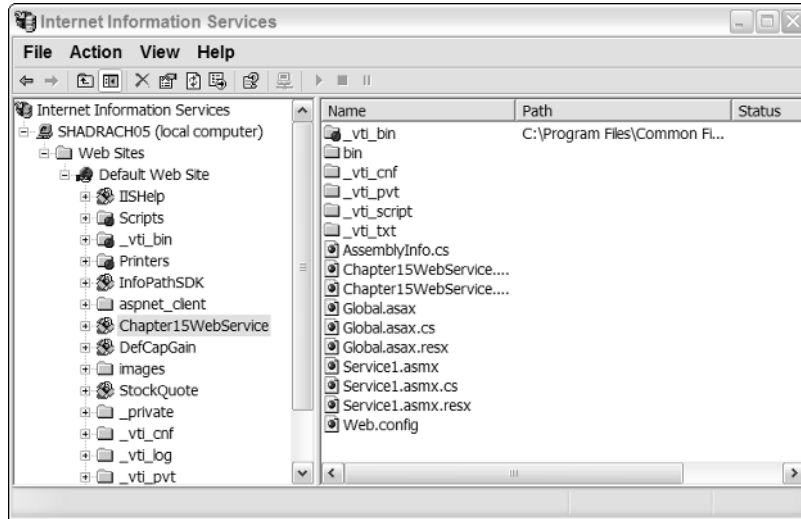 Internet Information Services
File Action View Help
Internet Information Services
SHADRACH05 (local computer)
Web Sites
Default Web Site
IISHelp
Scripts
_vti_bin
Printers
InfoPathSDK
aspnet_client
Chapter15WebService
DefCapGain
images
StockQuote
_private
_vti_cnf
_vti_log
_vti_pvt
Name Path Status
_vti_bin C:\Program Files\Common Fi...
bin
_vti_cnf
_vti_pvt
_vti_script
_vti_txt
AssemblyInfo.cs
Chapter15WebService....
Chapter15WebService....
Global.asax
Global.asax.cs
Global.asax.resx
Service1.asmx
Service1.asmx.cs
Service1.asmx.resx
Web.config